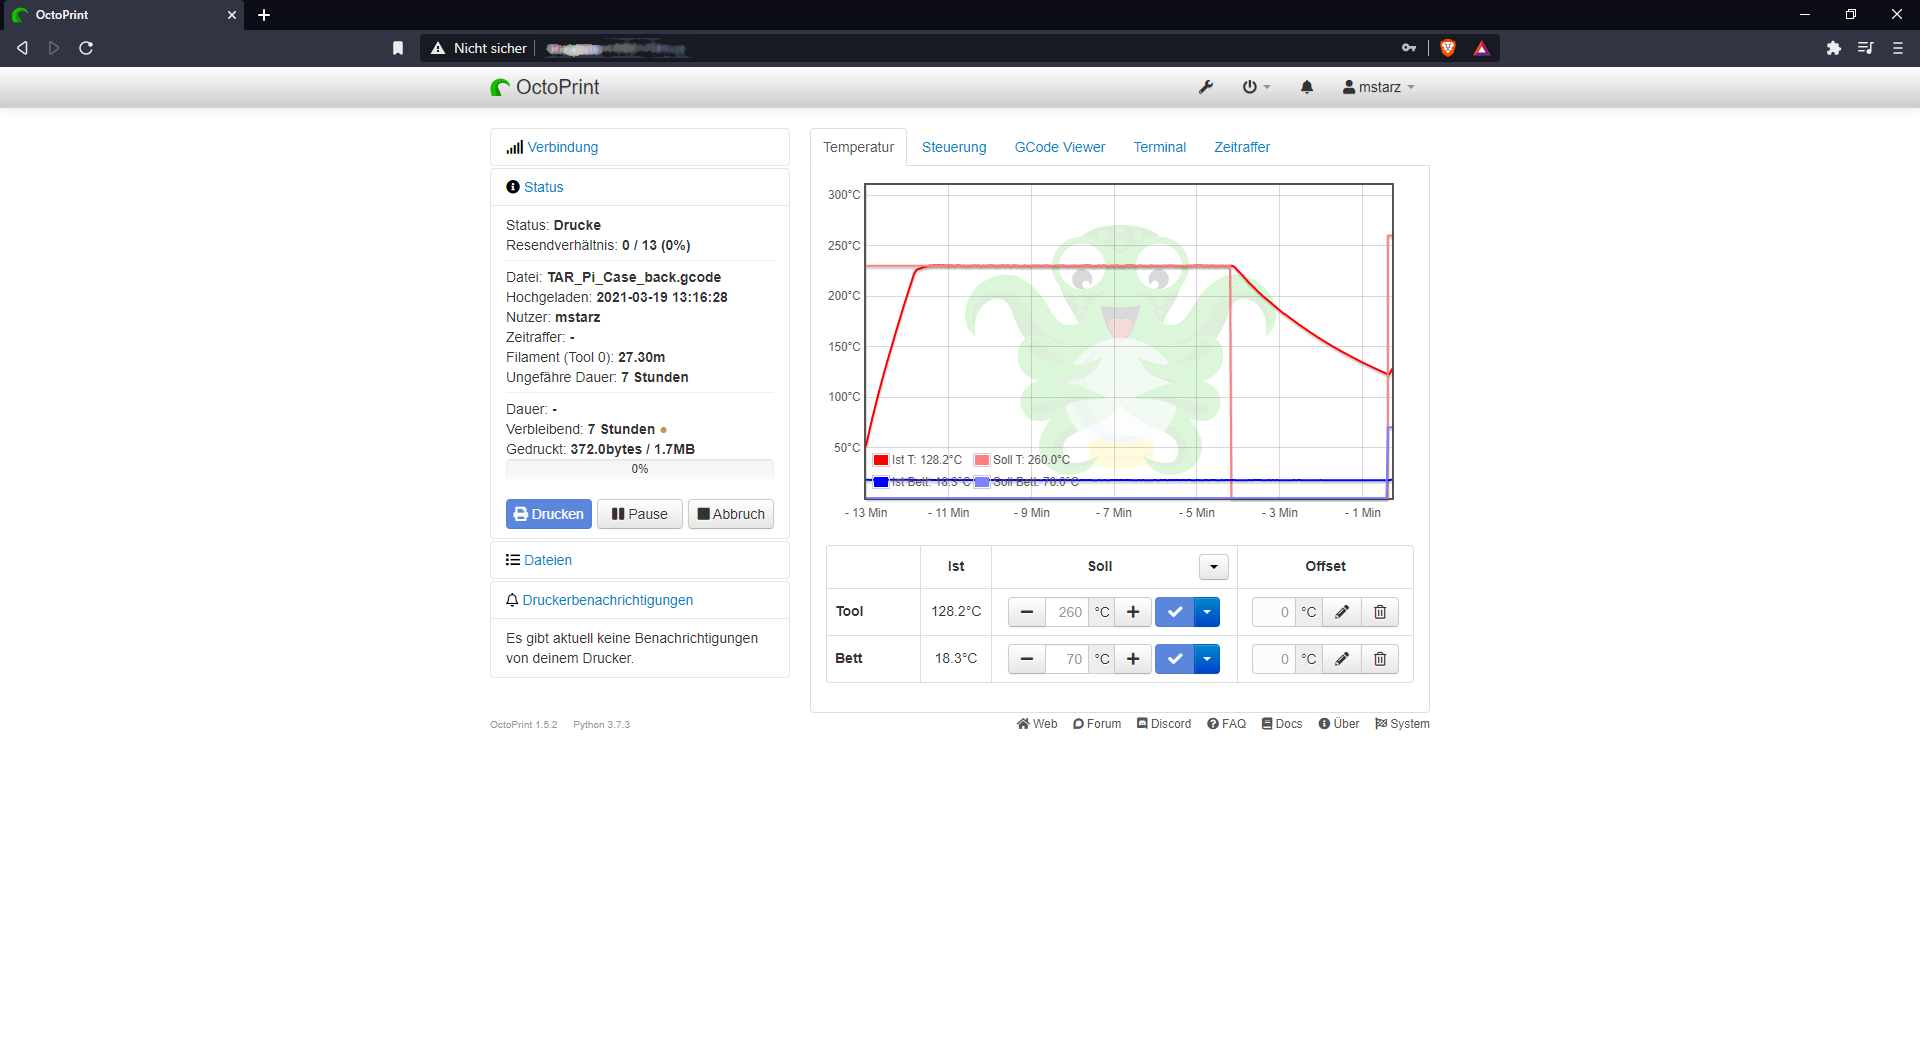 OctoPrint
Nicht sicher
OctoPrint
mstarz
Verbindung
Status
Status: Drucke
Resendverhältnis: 0 / 13 (0%)
Datei: TAR_Pi_Case_back.gcode
Hochgeladen: 2021-03-19 13:16:28
Nutzer: mstarz
Zeitraffer: -
Filament (Tool 0): 27.30m
Ungefähre Dauer: 7 Stunden
Dauer: -
Verbleibend: 7 Stunden
Gedruckt: 372.0bytes / 1.7MB
0%
Drucken Pause Abbruch
Dateien
Druckerbenachrichtigungen
Es gibt aktuell keine Benachrichtigungen
von deinem Drucker.
Temperatur Steuerung GCode Viewer Terminal Zeitraffer
300°C
250°C
200°C
150°C
100°C
50°C
Ist T: 128.2°C Soll T: 260.0°C
Ist Bett: 18.3°C Soll Bett: 70.0°C
- 13 Min - 11 Min - 9 Min - 7 Min - 5 Min - 3 Min - 1 Min
Ist Soll Offset
Tool 128.2°C 260 °C 0 °C
Bett 18.3°C 70 °C 0 °C
OctoPrint 1.5.2 Python 3.7.3
Web Forum Discord FAQ Docs Über System